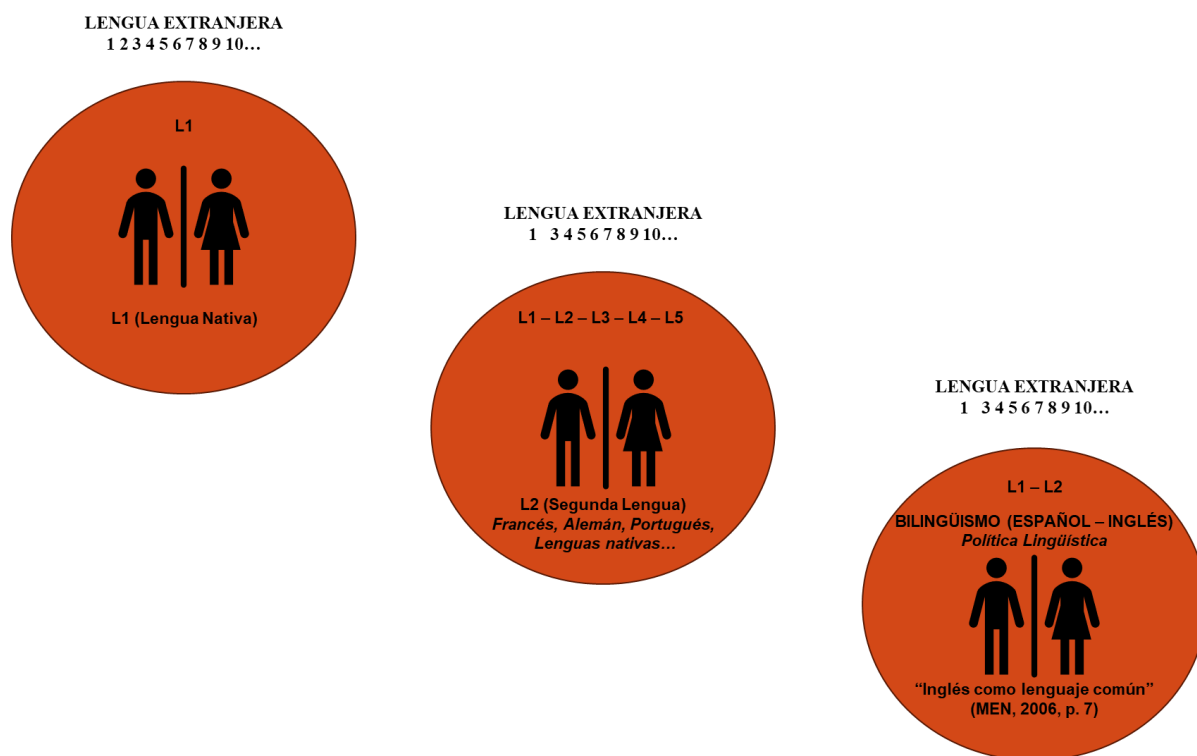 LENGUA EXTRANJERA
1 2 3 4 5 6 7 8 9 10…
L1
L1 (Lengua Nativa)
LENGUA EXTRANJERA
1 3 4 5 6 7 8 9 10…
L1 – L2 – L3 – L4 – L5
L2 (Segunda Lengua)
Francés, Alemán, Portugués,
Lenguas nativas…
LENGUA EXTRANJERA
1 3 4 5 6 7 8 9 10…
L1 – L2
BILINGÜISMO (ESPAÑOL – INGLÉS)
Política Lingüística
“Inglés como lenguaje común”
(MEN, 2006, p. 7)